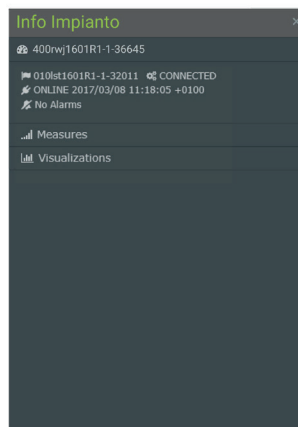 Info Impianto
400rwj1601R1-1-36645
010lst1601R1-1-32011 CONNECTED
ONLINE 2017/03/08 11:18:05 +0100
No Alarms
Measures
Visualizations